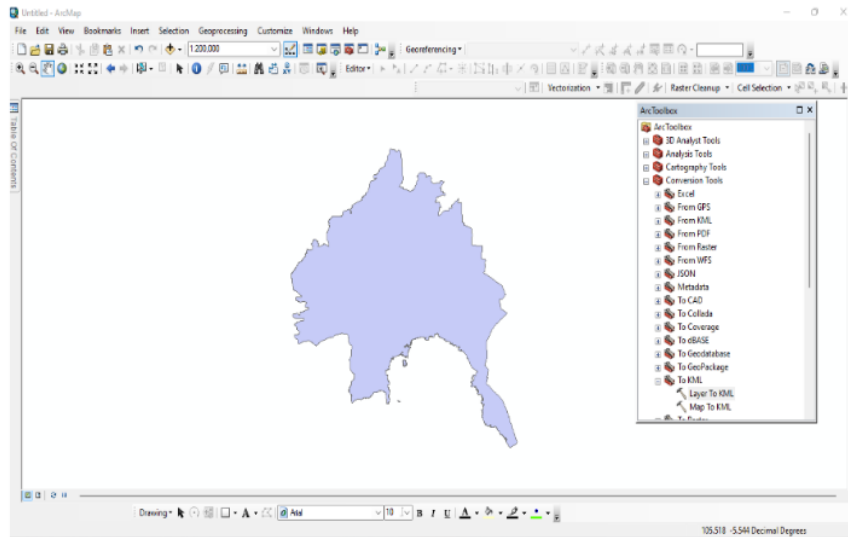 Untitled - ArcMap
File Edit View Bookmarks Insert Selection Geoprocessing Customize Windows Help
1:200,000 Georeferencing
Editor
Vectorization Raster Cleanup Cell Selection
Table Of Contents
ArcToolbox
ArcToolbox
3D Analyst Tools
Analysis Tools
Cartography Tools
Conversion Tools
Excel
From GPS
From KML
From PDF
From Raster
From WFS
JSON
Metadata
To CAD
To Collada
To Coverage
To dBASE
To Geodatabase
To GeoPackage
To KML
Layer To KML
Map To KML
To Raster
Drawing A Arial 10 B I U A
105.518 -5.544 Decimal Degrees